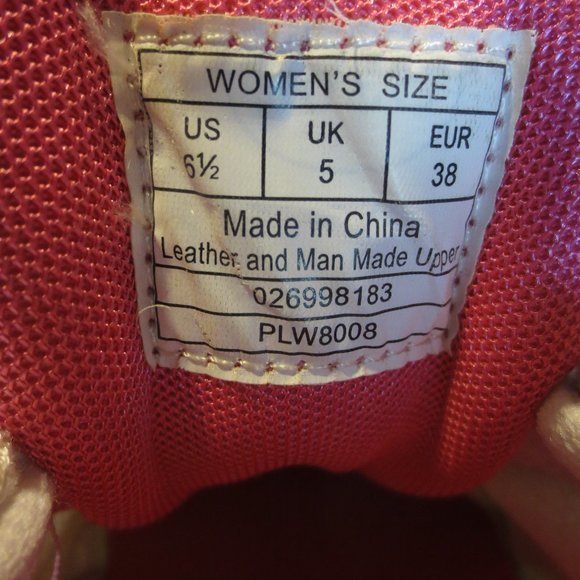 WOMEN'S SIZE
US UK EUR
6½ 5 38
Made in China
Leather and Man Made Upper
026998183
PLW8008